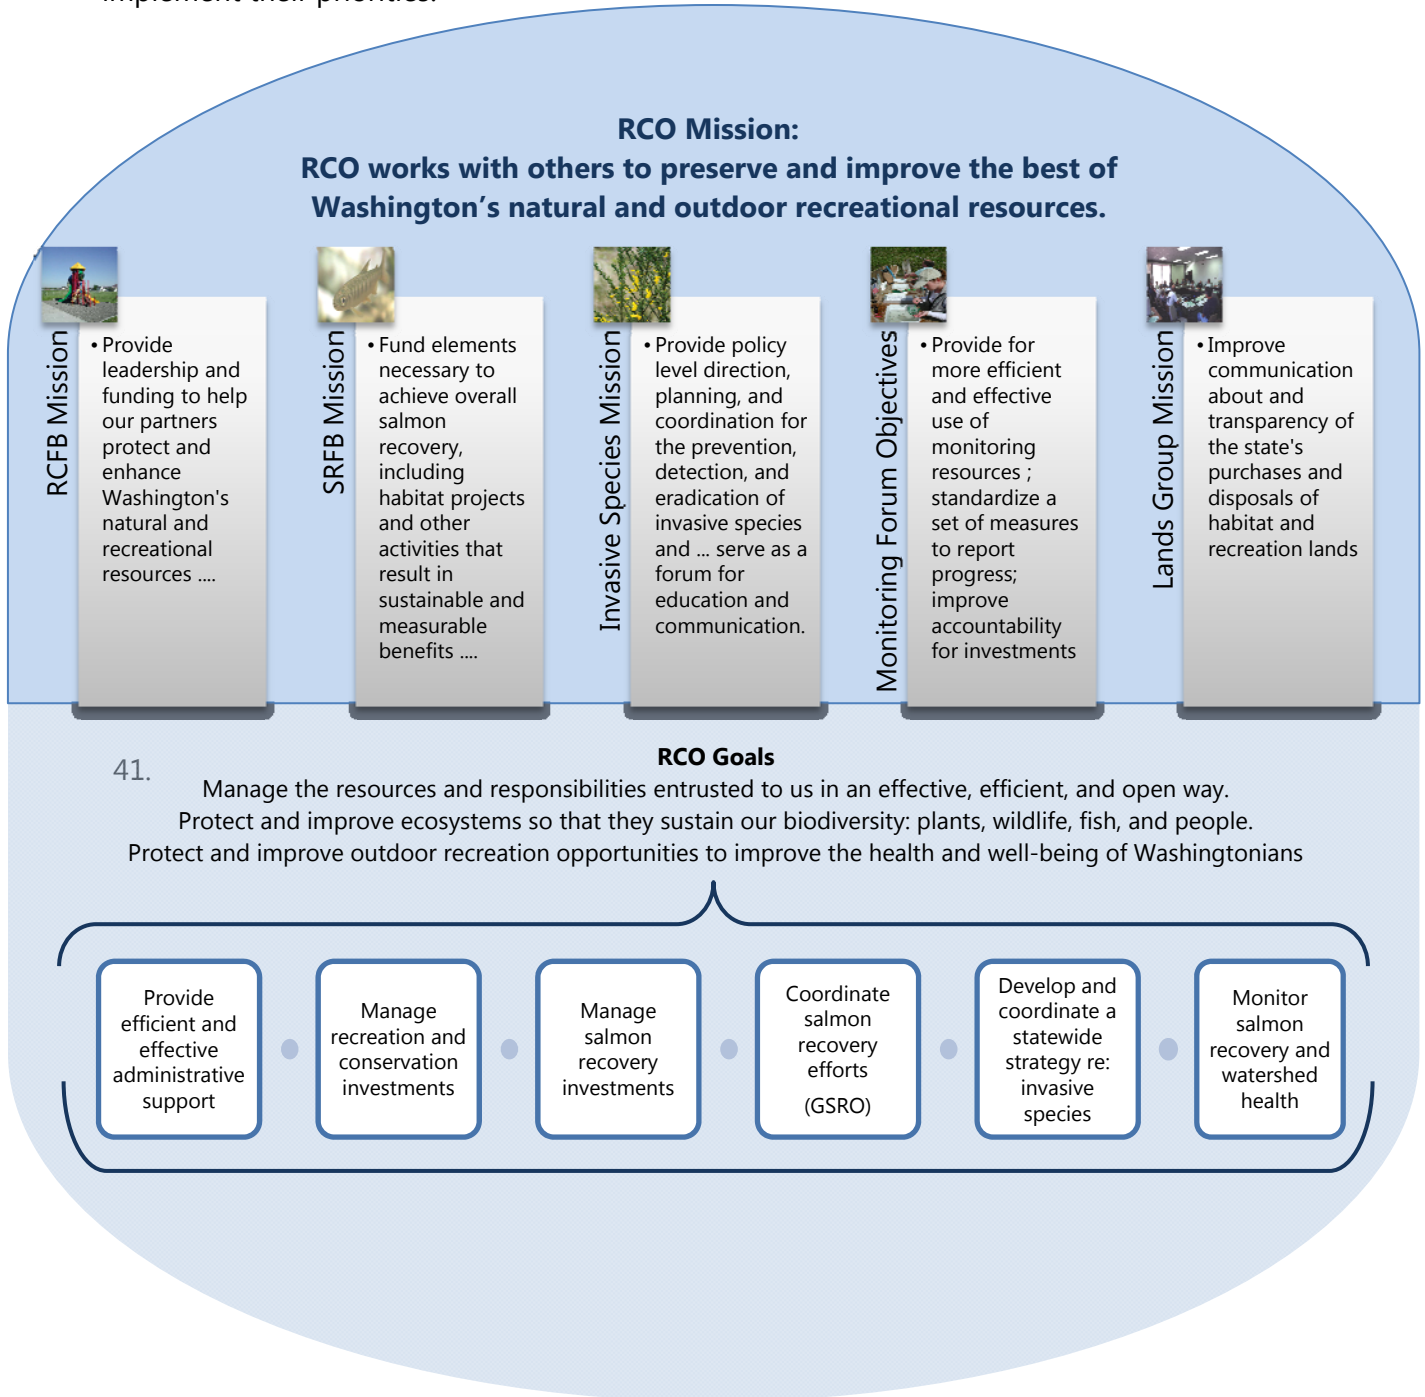 implement their priorities.
RCO Mission:
RCO works with others to preserve and improve the best of
Washington’s natural and outdoor recreational resources.
RCFB Mission
• Provide
leadership and
funding to help
our partners
protect and
enhance
Washington's
natural and
recreational
resources ....
SRFB Mission
• Fund elements
necessary to
achieve overall
salmon
recovery,
including
habitat projects
and other
activities that
result in
sustainable and
measurable
benefits ....
Invasive Species Mission
• Provide policy
level direction,
planning, and
coordination for
the prevention,
detection, and
eradication of
invasive species
and ... serve as a
forum for
education and
communication.
Monitoring Forum Objectives
• Provide for
more efficient
and effective
use of
monitoring
resources ;
standardize a
set of measures
to report
progress;
improve
accountability
for investments
Lands Group Mission
• Improve
communication
about and
transparency of
the state's
purchases and
disposals of
habitat and
recreation lands
RCO Goals
41.
Manage the resources and responsibilities entrusted to us in an effective, efficient, and open way.
Protect and improve ecosystems so that they sustain our biodiversity: plants, wildlife, fish, and people.
Protect and improve outdoor recreation opportunities to improve the health and well-being of Washingtonians
Provide
efficient and
effective
administrative
support
Manage
recreation and
conservation
investments
Manage
salmon
recovery
investments
Coordinate
salmon
recovery
efforts
(GSRO)
Develop and
coordinate a
statewide
strategy re:
invasive
species
Monitor
salmon
recovery and
watershed
health